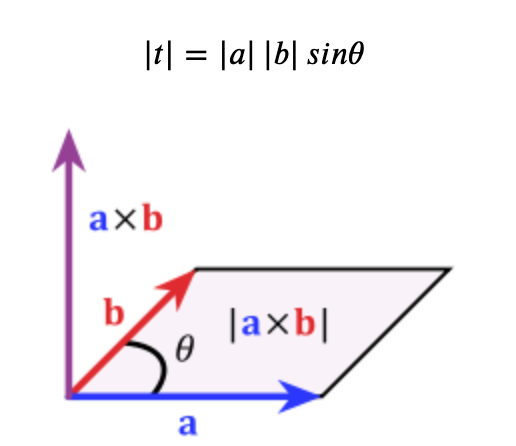 |t| = |a| |b| sinθ
a×b
b
|a×b|
θ
a